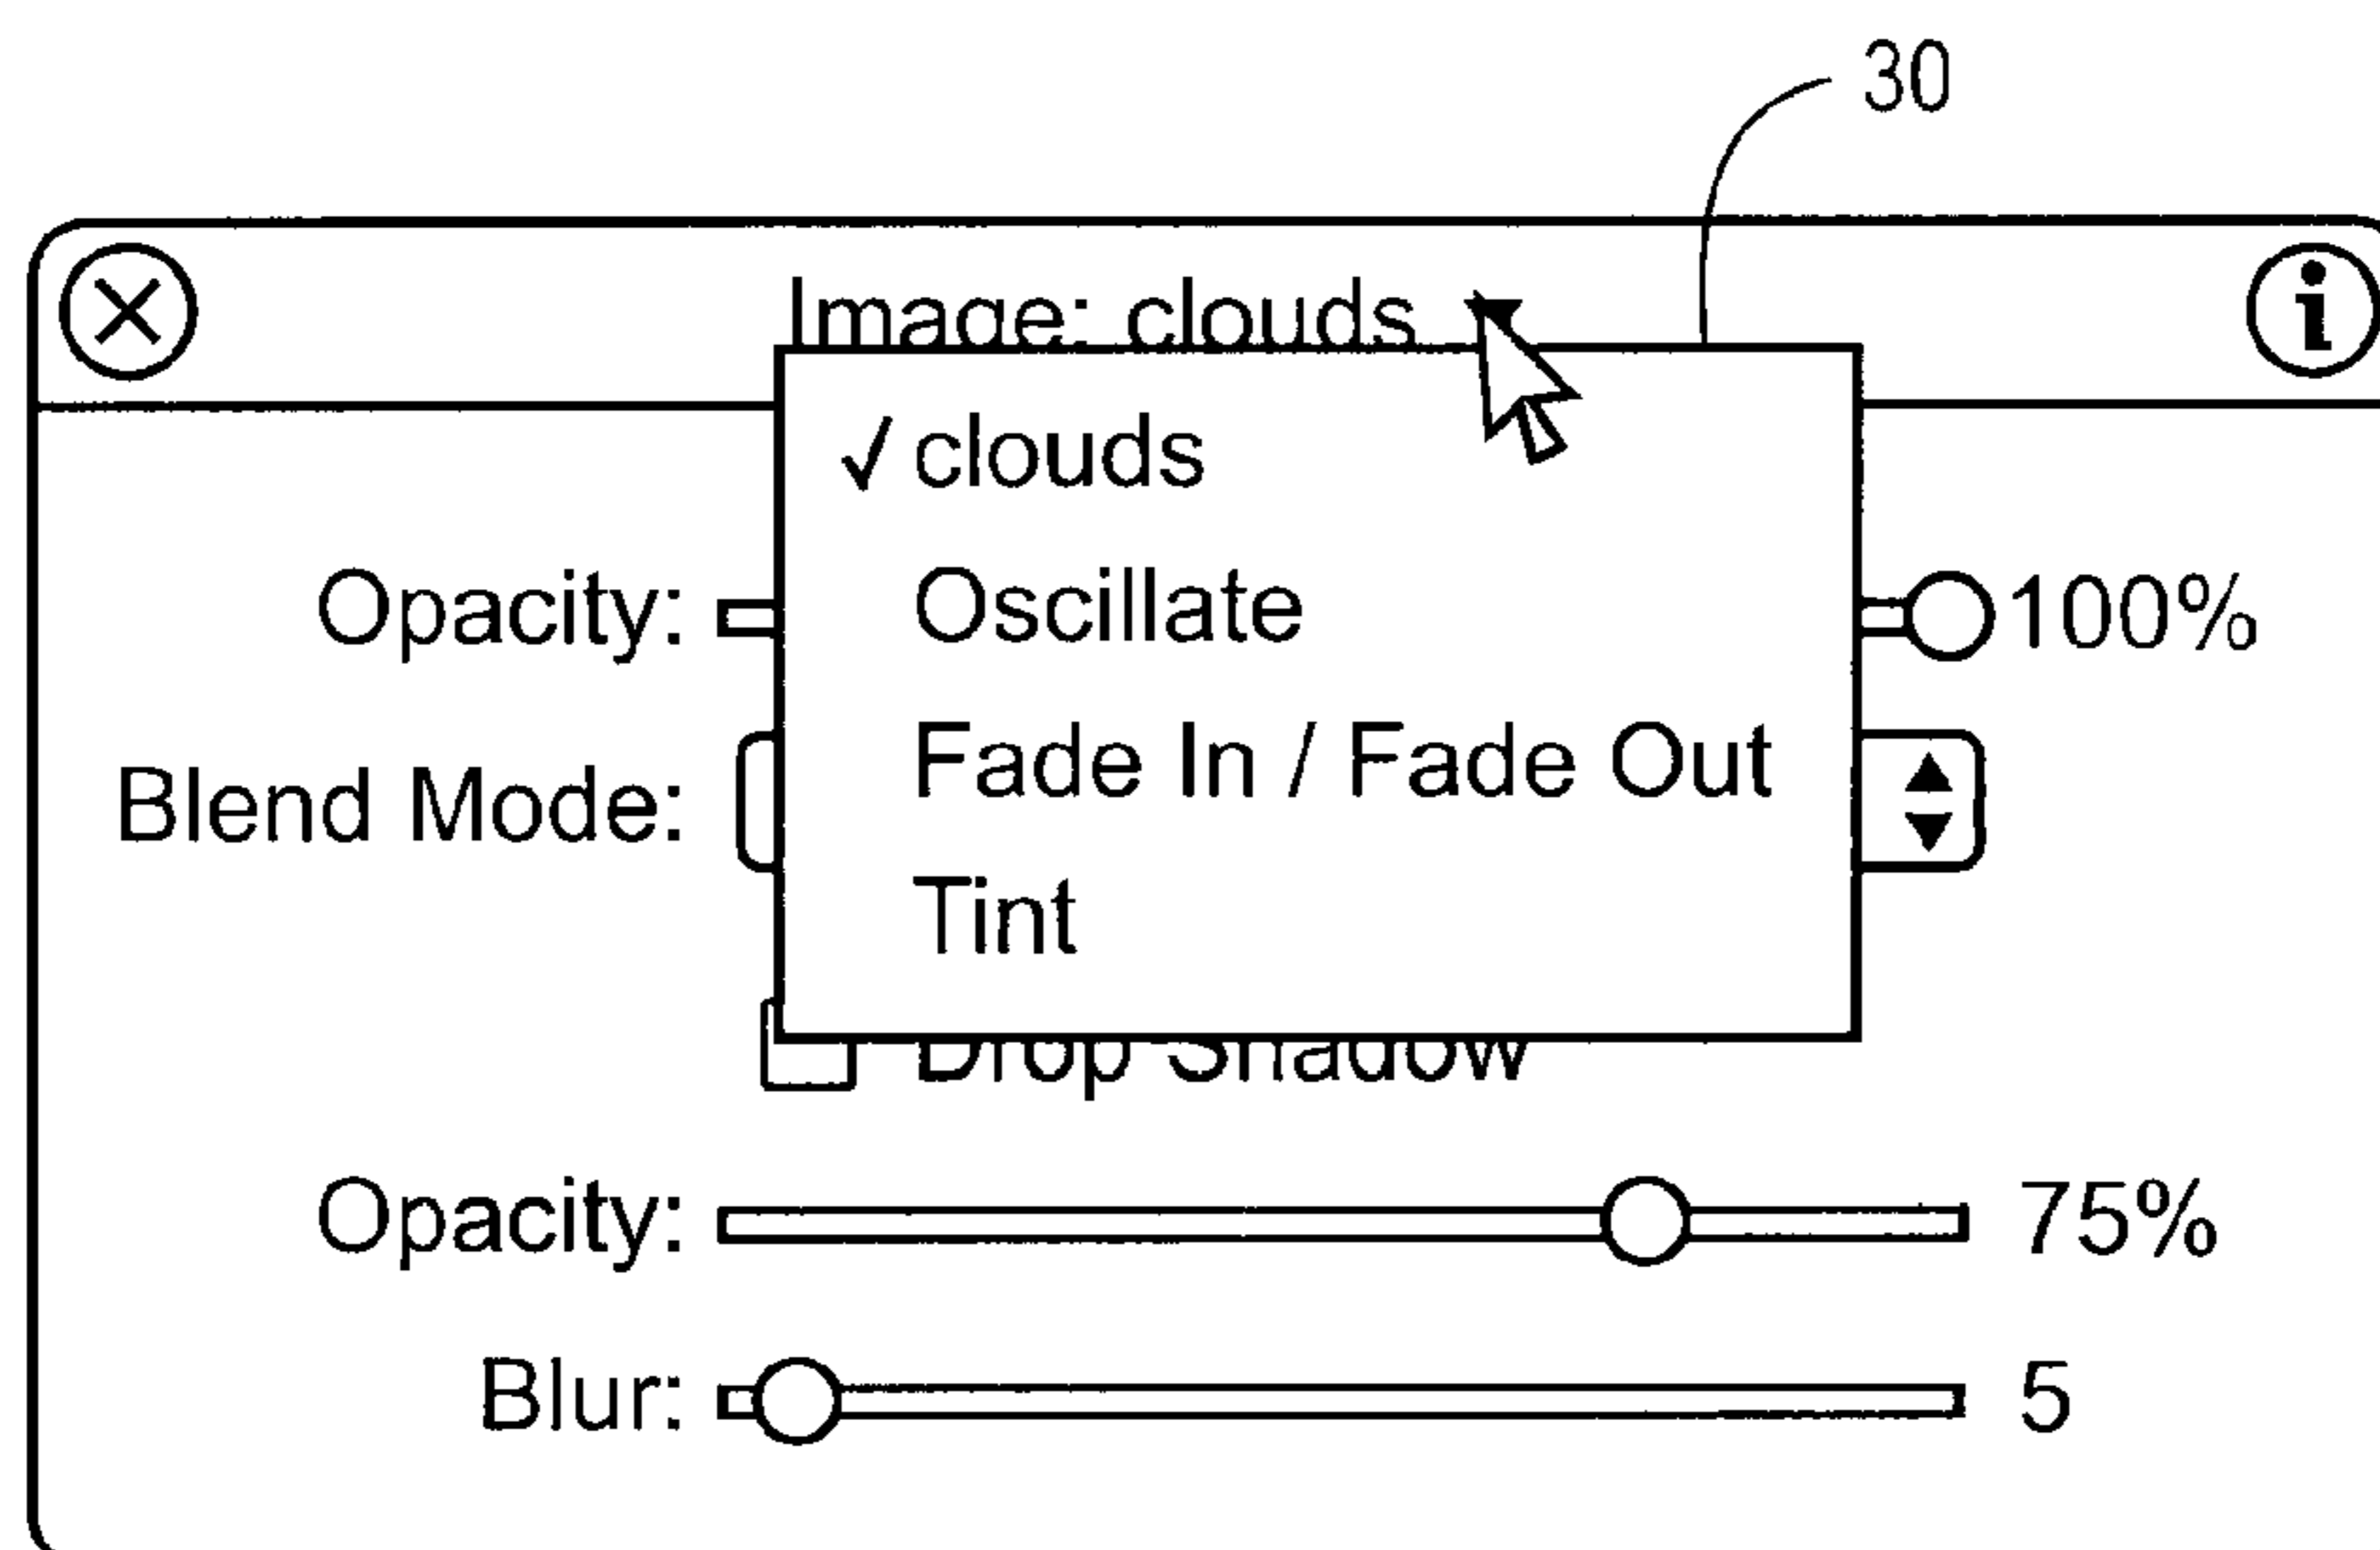 30
Image: clouds
✓ clouds
Oscillate
Opacity: 100%
Fade In / Fade Out
Blend Mode:
Tint
Drop Shadow
Opacity: 75%
Blur: 5